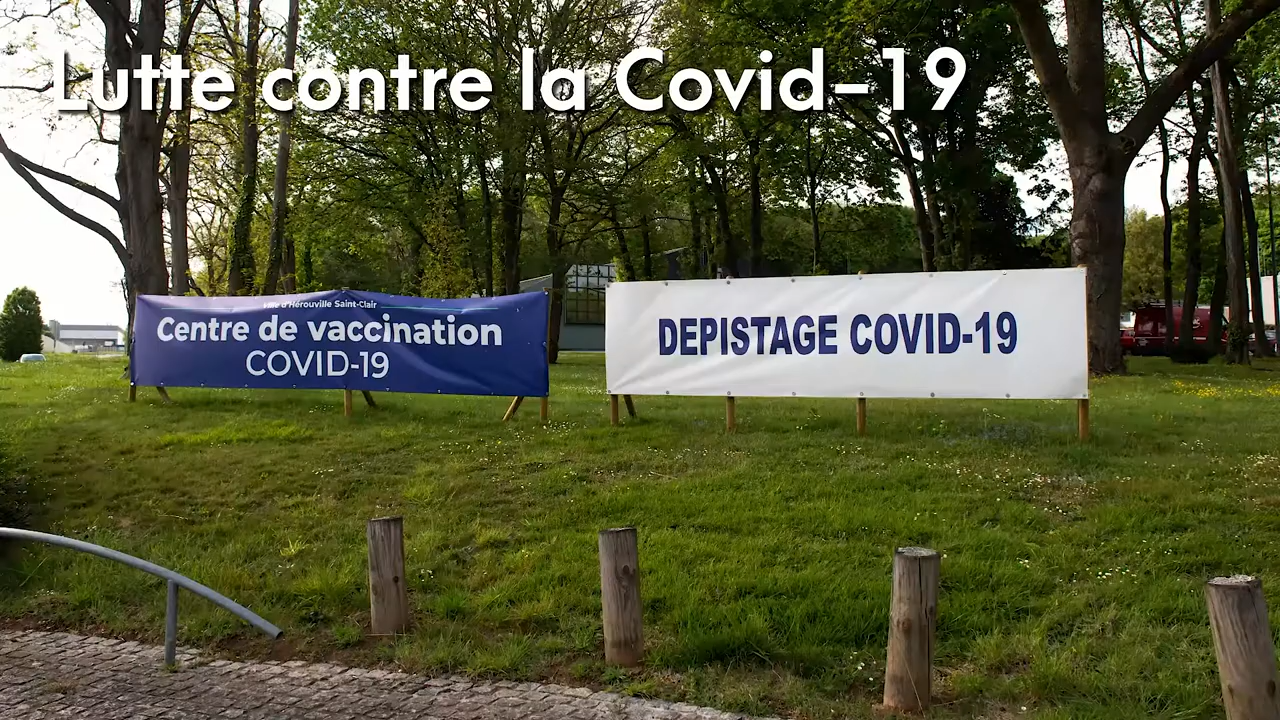 Lutte contre la Covid-19
Ville d'Hérouville Saint-Clair
Centre de vaccination
COVID-19
DEPISTAGE COVID-19